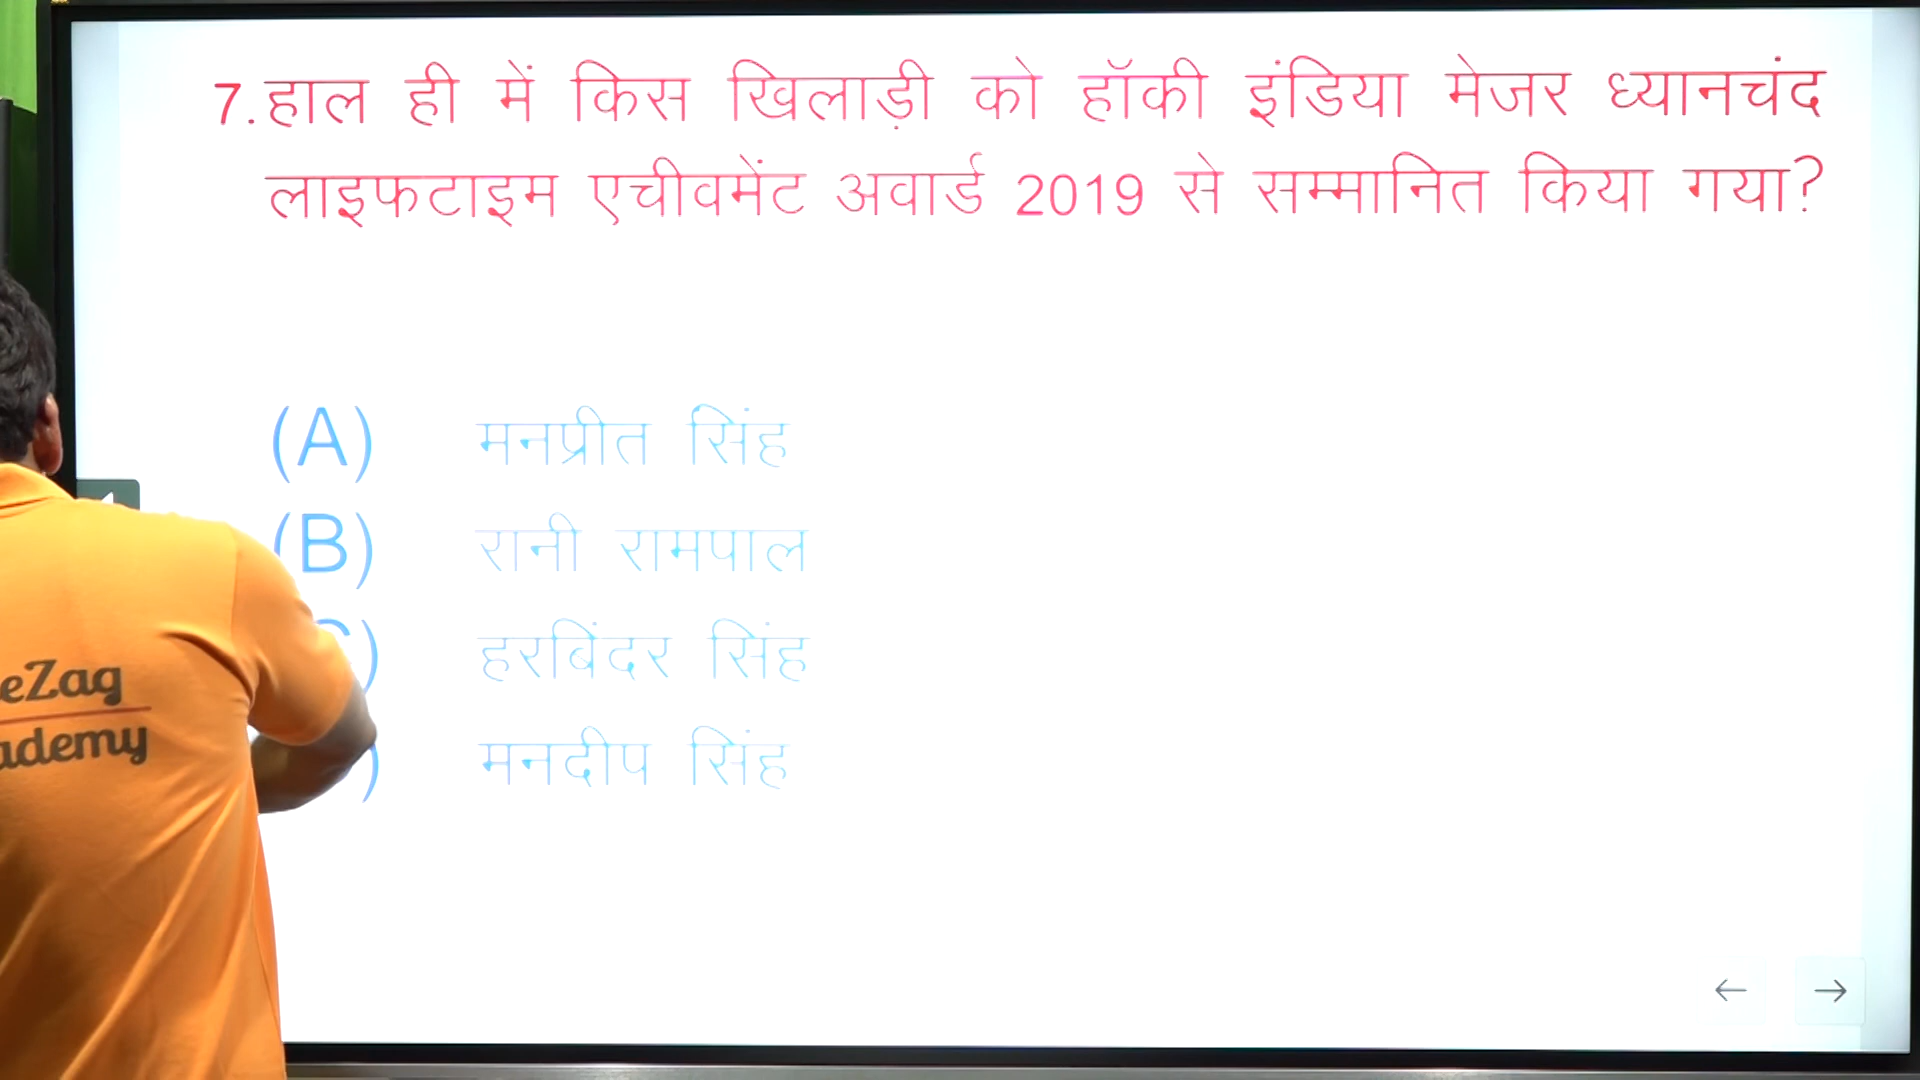 7. हाल ही में किस खिलाड़ी को हॉकी इंडिया मेजर ध्यानचंद
लाइफटाइम एचीवमेंट अवार्ड 2019 से सम्मानित किया गया?
(A) मनप्रीत सिंह
(B) रानी रामपाल
) हरबिंदर सिंह
) मनदीप सिंह
eZag
ademy